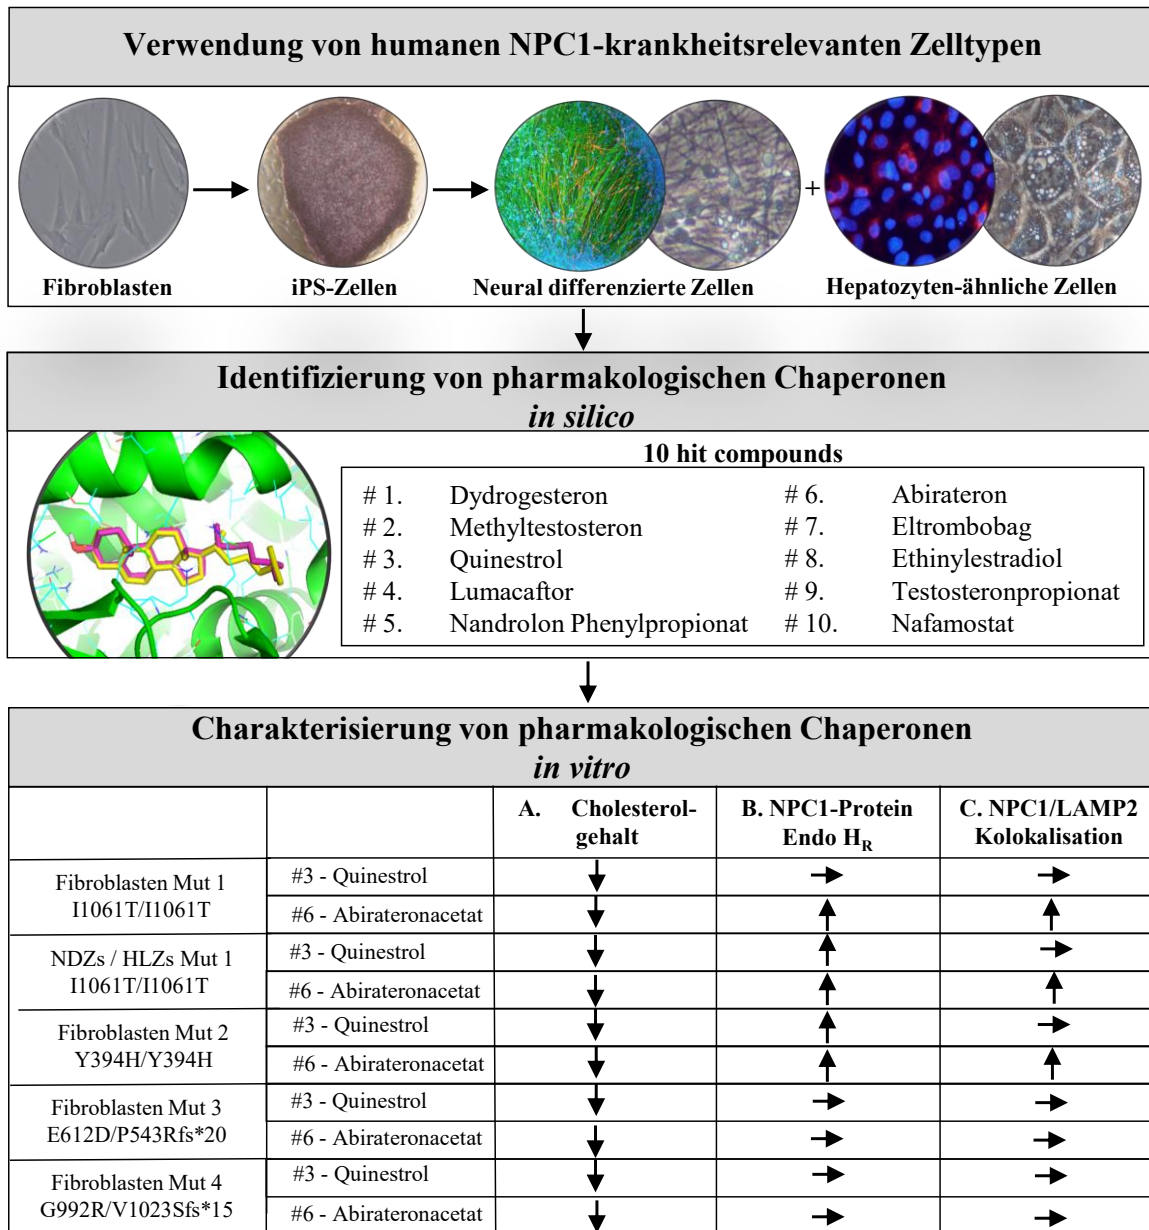 Verwendung von humanen NPC1-krankheitsrelevanten Zelltypen
Fibroblasten
iPS-Zellen
Neural differenzierte Zellen
+
Hepatozyten-ähnliche Zellen
Identifizierung von pharmakologischen Chaperonen
in silico
10 hit compounds
# 1. Dydrogesteron
# 2. Methyltestosteron
# 3. Quinestrol
# 4. Lumacaftor
# 5. Nandrolon Phenylpropionat
# 6. Abirateron
# 7. Eltrombobag
# 8. Ethinylestradiol
# 9. Testosteronpropionat
# 10. Nafamostat
Charakterisierung von pharmakologischen Chaperonen
in vitro
A. Cholesterol-
gehalt
B. NPC1-Protein
Endo HR
C. NPC1/LAMP2
Kolokalisation
Fibroblasten Mut 1
I1061T/I1061T
#3 - Quinestrol ↓ → →
#6 - Abirateronacetat ↓ ↑ ↑
NDZs / HLZs Mut 1
I1061T/I1061T
#3 - Quinestrol ↓ ↑ →
#6 - Abirateronacetat ↓ ↑ ↑
Fibroblasten Mut 2
Y394H/Y394H
#3 - Quinestrol ↓ ↑ →
#6 - Abirateronacetat ↓ ↑ ↑
Fibroblasten Mut 3
E612D/P543Rfs*20
#3 - Quinestrol ↓ → →
#6 - Abirateronacetat ↓ → →
Fibroblasten Mut 4
G992R/V1023Sfs*15
#3 - Quinestrol ↓ → →
#6 - Abirateronacetat ↓ → →